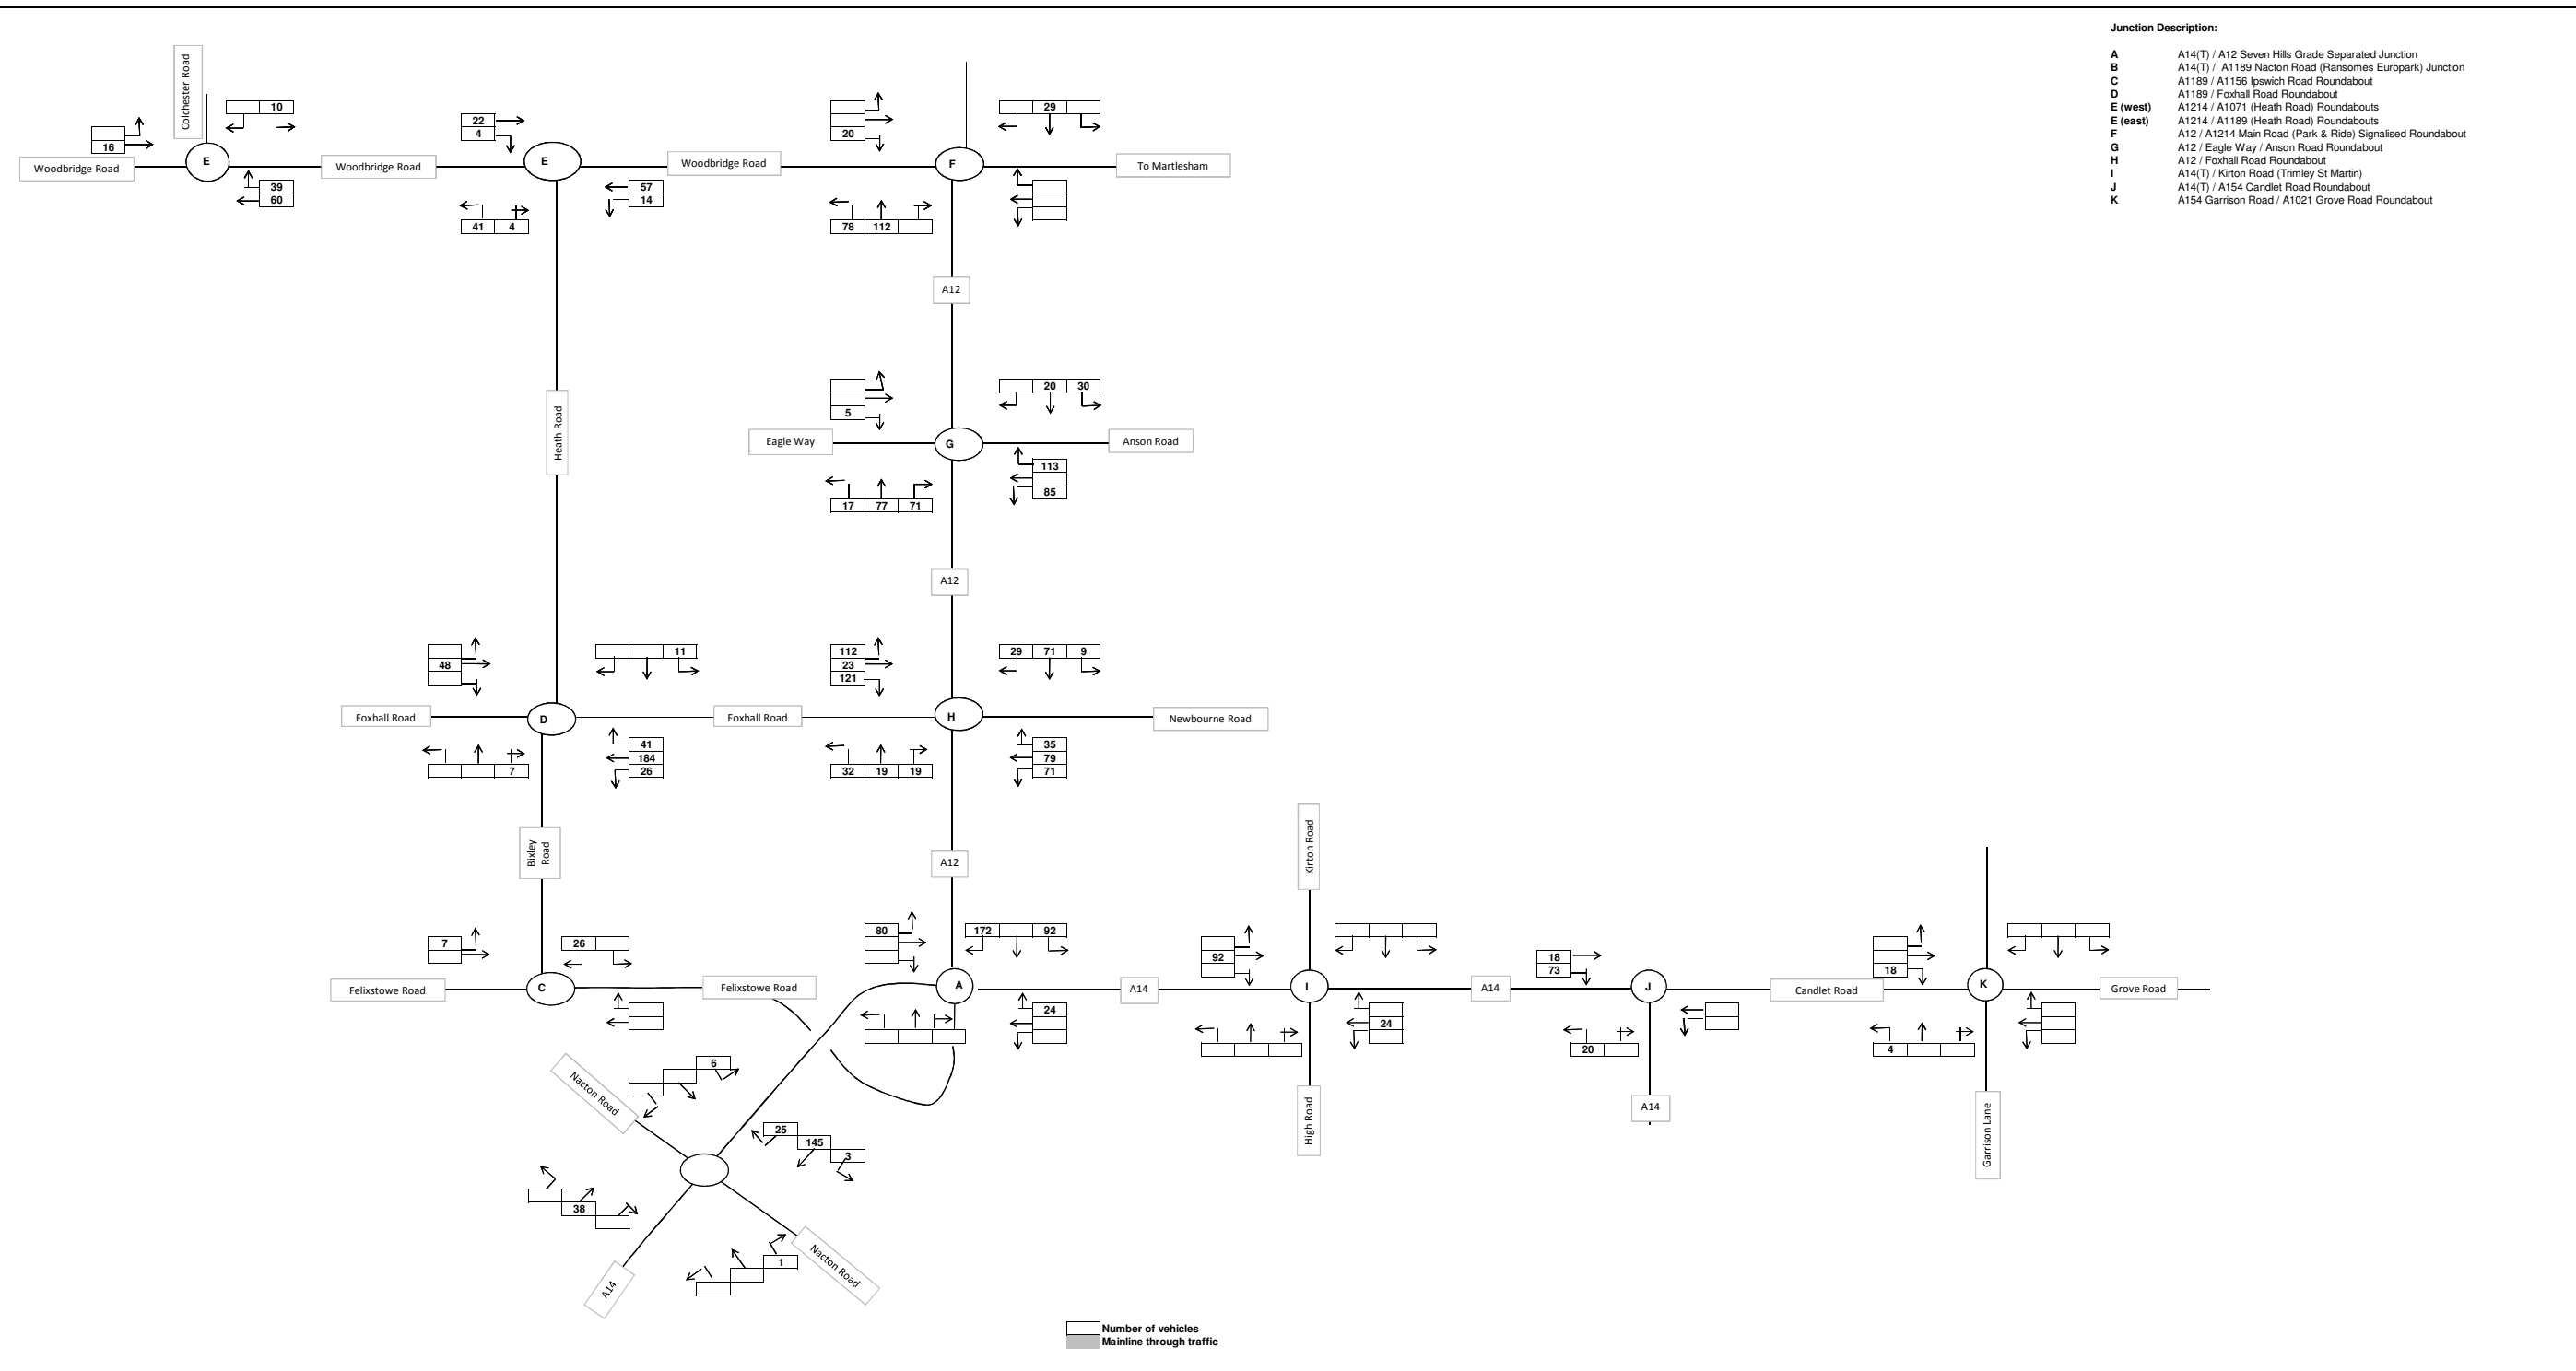 Junction Description:
A A14(T) / A12 Seven Hills Grade Separated Junction
B A14(T) / A1189 Nacton Road (Ransomes Europark) Junction
C A1189 / A1156 Ipswich Road Roundabout
D A1189 / Foxhall Road Roundabout
E (west) A1214 / A1071 (Heath Road) Roundabouts
E (east) A1214 / A1189 (Heath Road) Roundabouts
F A12 / A1214 Main Road (Park & Ride) Signalised Roundabout
G A12 / Eagle Way / Anson Road Roundabout
H A12 / Foxhall Road Roundabout
I A14(T) / Kirton Road (Trimley St Martin)
J A14(T) / A154 Candlet Road Roundabout
K A154 Garrison Road / A1021 Grove Road Roundabout
Colchester Road
10
16
22
4
20
29
Woodbridge Road
E
Woodbridge Road
E
Woodbridge Road
F
To Martlesham
39
60
57
14
41 4
78 112
A12
Heath Road
5
20 30
Eagle Way
G
Anson Road
113
85
17 77 71
A12
48
11
112
23
121
29 71 9
Foxhall Road
D
Foxhall Road
H
Newbourne Road
41
184
26
7
35
79
71
32 19 19
Bixley
Road
A12
Kirton Road
7
26
80
172 92
92
18
73
18
Felixstowe Road
C
Felixstowe Road
A
A14
I
A14
J
Candlet Road
K
Grove Road
24
24
20
4
Nacton Road
6
25
145
3
38
1
A14
Nacton Road
High Road
A14
Garrison Lane
Number of vehicles
Mainline through traffic